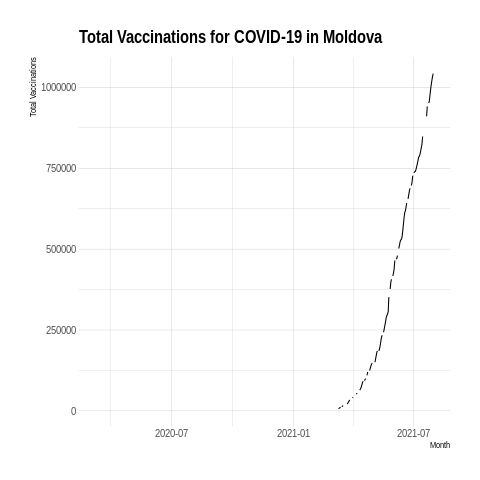 Total Vaccinations for COVID-19 in Moldova
Total Vaccinations
1000000
750000
500000
250000
0
2020-07 2021-01 2021-07
Month